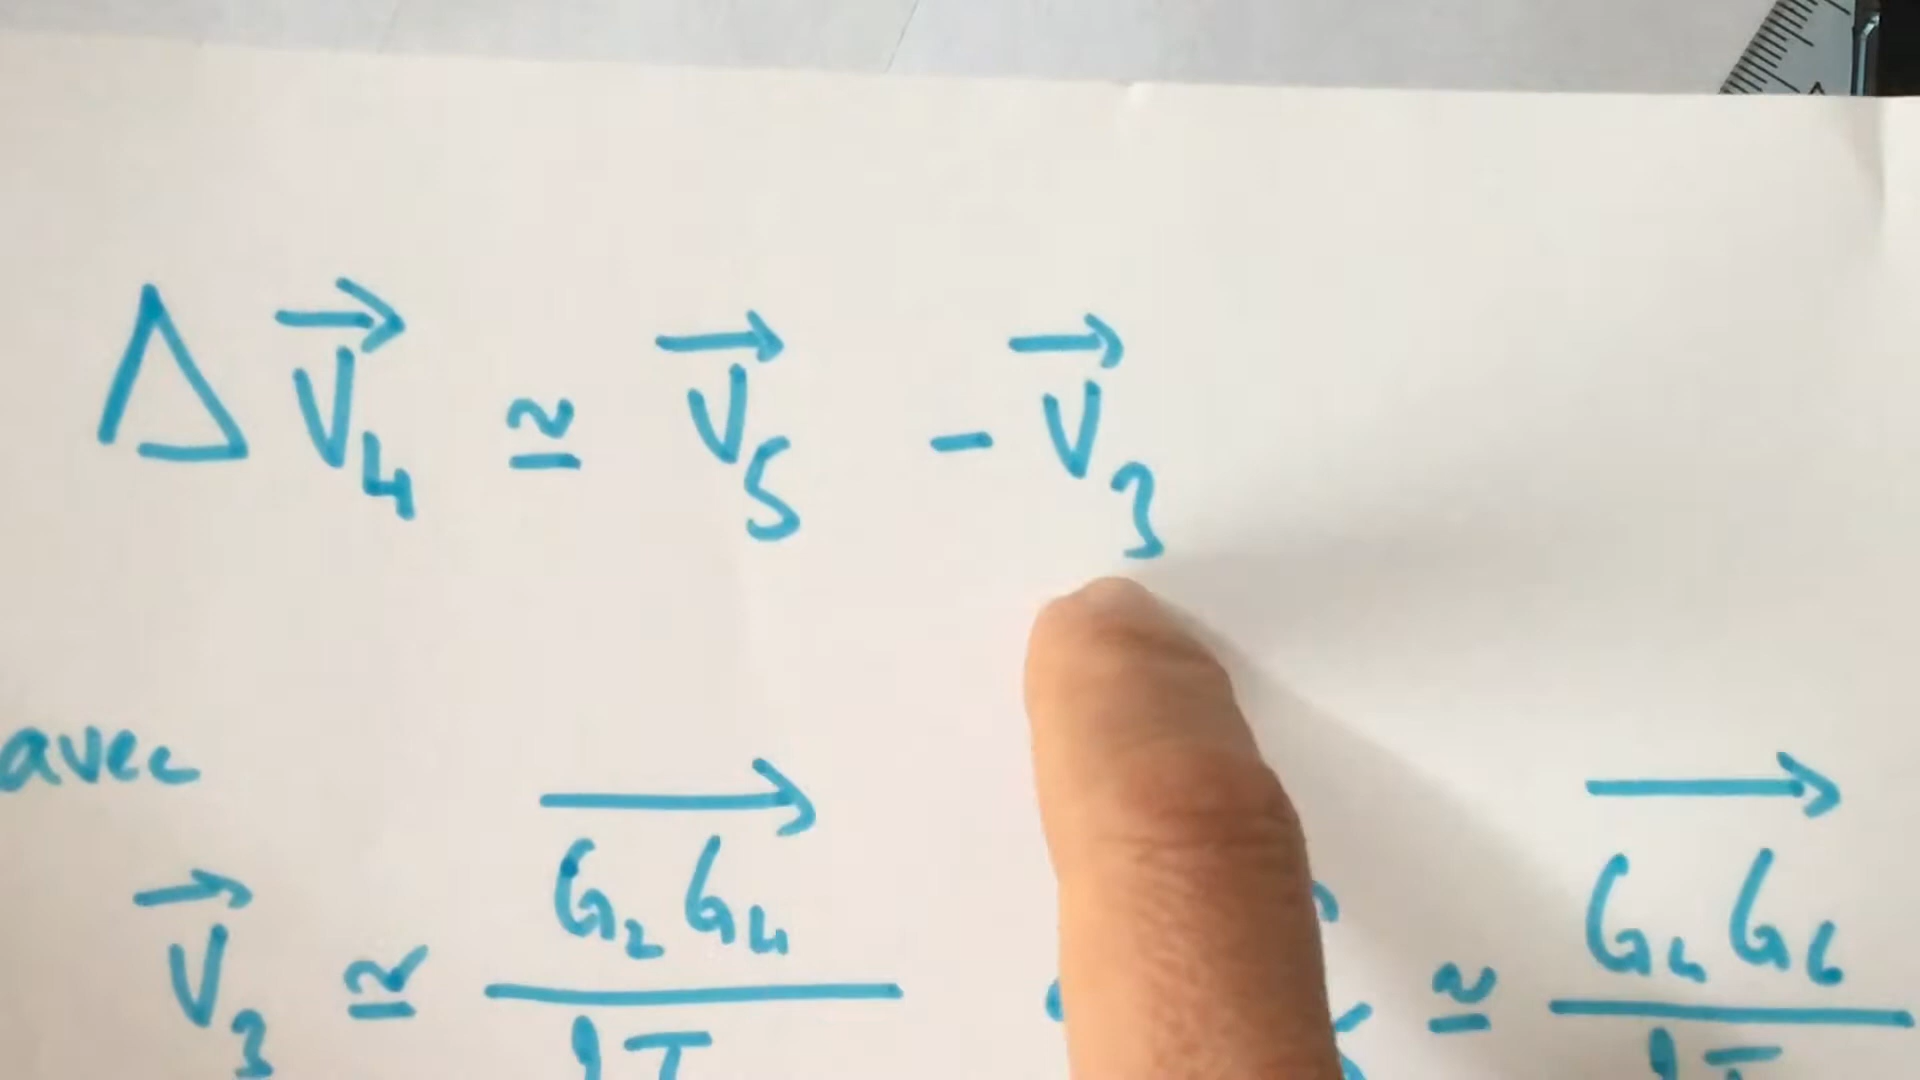 ΔV⃗₄ ≃ V⃗₅ - V⃗₃
avec
V⃗₃ ≃ G₂G₄ ≃ G₄G₆